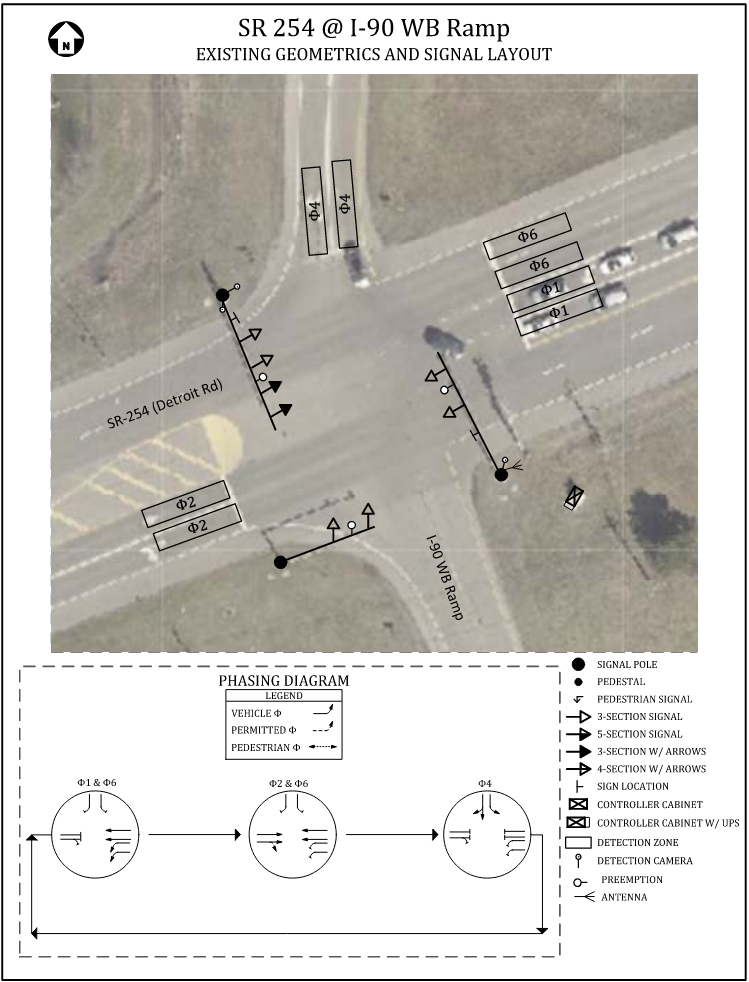 SR 254 @ I-90 WB Ramp
EXISTING GEOMETRICS AND SIGNAL LAYOUT
N
Φ4
Φ4
Φ6
Φ6
Φ1
Φ1
SR-254 (Detroit Rd)
Φ2
Φ2
I-90 WB Ramp
PHASING DIAGRAM
LEGEND
VEHICLE Φ
PERMITTED Φ
PEDESTRIAN Φ
Φ1 & Φ6
Φ2 & Φ6
Φ4
SIGNAL POLE
PEDESTAL
PEDESTRIAN SIGNAL
3-SECTION SIGNAL
5-SECTION SIGNAL
3-SECTION W/ ARROWS
4-SECTION W/ ARROWS
SIGN LOCATION
CONTROLLER CABINET
CONTROLLER CABINET W/ UPS
DETECTION ZONE
DETECTION CAMERA
PREEMPTION
ANTENNA